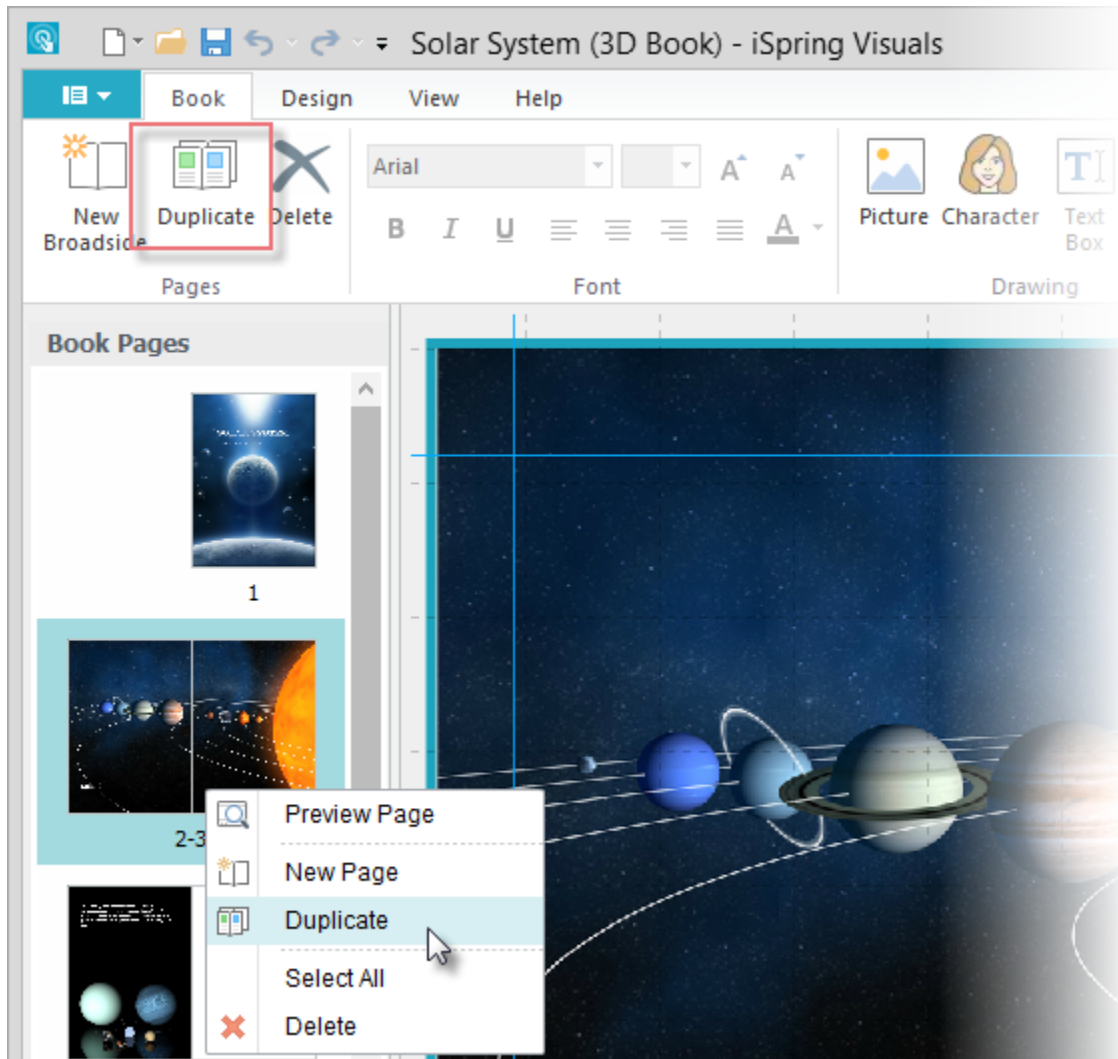 Solar System (3D Book) - iSpring Visuals
Book Design View Help
New Broadside
Duplicate
Delete
Arial
A A
B I U A
Picture
Character
Text Box
Pages
Font
Drawing
Book Pages
1
2-3
Preview Page
New Page
Duplicate
Select All
Delete